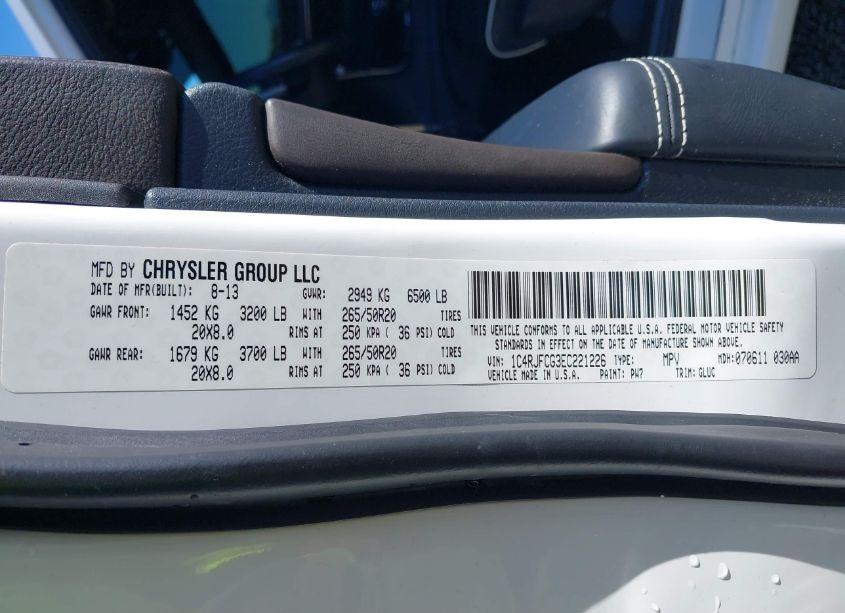 MFD BY CHRYSLER GROUP LLC
DATE OF MFR(BUILT): 8-13 GVWR: 2949 KG 6500 LB
GAWR FRONT: 1452 KG 3200 LB WITH 265/50R20 TIRES
20X8.0 RIMS AT 250 KPA ( 36 PSI) COLD
GAWR REAR: 1679 KG 3700 LB WITH 265/50R20 TIRES
20X8.0 RIMS AT 250 KPA ( 36 PSI) COLD
THIS VEHICLE CONFORMS TO ALL APPLICABLE U.S.A. FEDERAL MOTOR VEHICLE SAFETY
STANDARDS IN EFFECT ON THE DATE OF MANUFACTURE SHOWN ABOVE.
VIN: 1C4RJFCG3EC221226 TYPE: MPV MDH: 070611 030AA
VEHICLE MADE IN U.S.A. PAINT: PW7 TRIM: GLUC